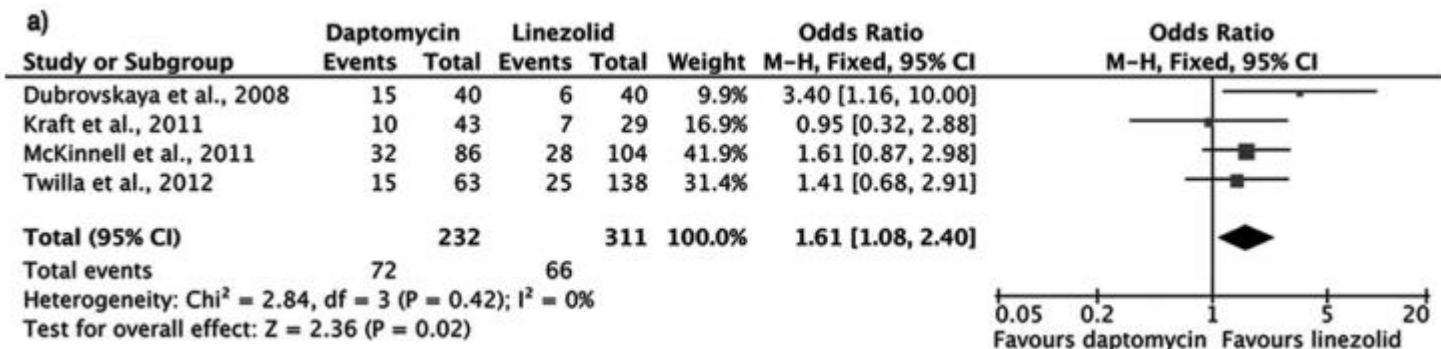 a)
Daptomycin Linezolid Odds Ratio Odds Ratio
Study or Subgroup Events Total Events Total Weight M-H, Fixed, 95% CI M-H, Fixed, 95% CI
Dubrovskaya et al., 2008 15 40 6 40 9.9% 3.40 [1.16, 10.00]
Kraft et al., 2011 10 43 7 29 16.9% 0.95 [0.32, 2.88]
McKinnell et al., 2011 32 86 28 104 41.9% 1.61 [0.87, 2.98]
Twilla et al., 2012 15 63 25 138 31.4% 1.41 [0.68, 2.91]
Total (95% CI) 232 311 100.0% 1.61 [1.08, 2.40]
Total events 72 66
Heterogeneity: Chi² = 2.84, df = 3 (P = 0.42); I² = 0%
Test for overall effect: Z = 2.36 (P = 0.02)
0.05 0.2 1 5 20
Favours daptomycin Favours linezolid